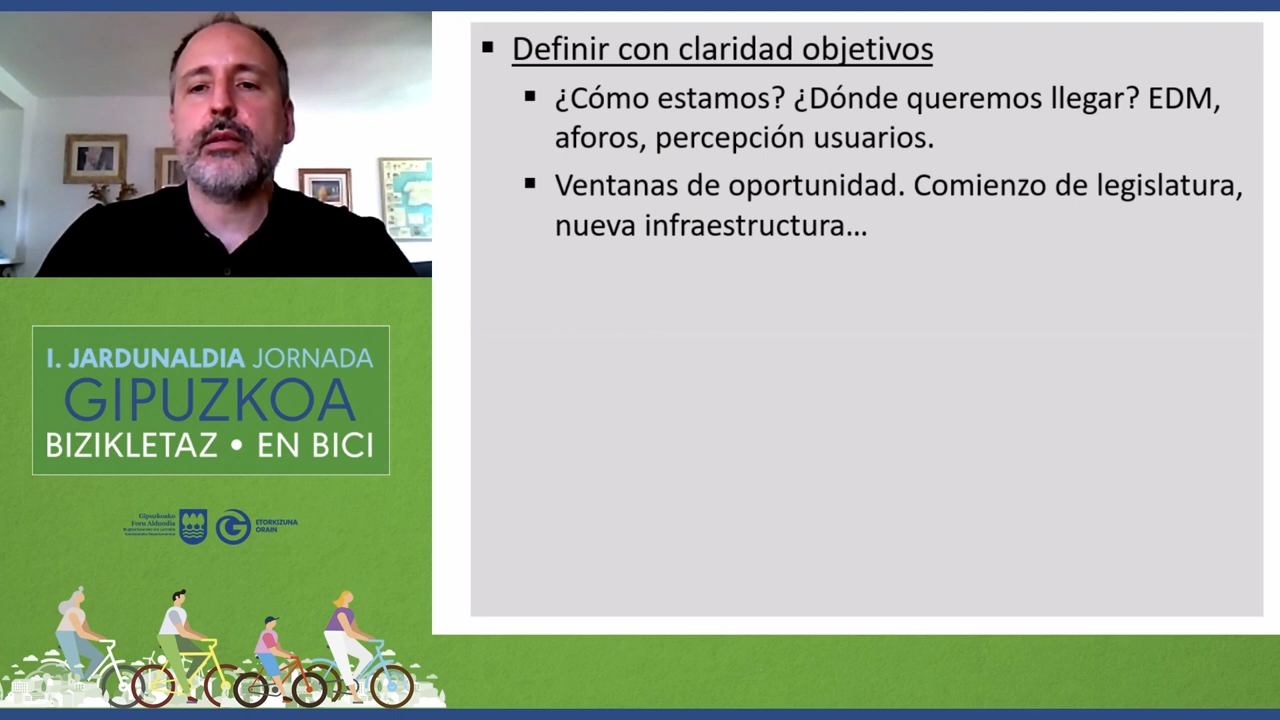 ▪ Definir con claridad objetivos
▪ ¿Cómo estamos? ¿Dónde queremos llegar? EDM,
aforos, percepción usuarios.
▪ Ventanas de oportunidad. Comienzo de legislatura,
nueva infraestructura...
I. JARDUNALDIA JORNADA
GIPUZKOA
BIZIKLETAZ • EN BICI
Gipuzkoako
Foru Aldundia
ETORKIZUNA
ORAIN